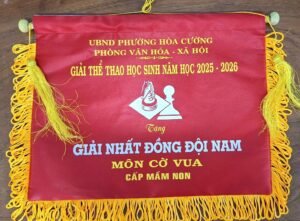 UBND PHƯỜNG HÒA CƯỜNG
PHÒNG VĂN HÓA - XÃ HỘI
GIẢI THỂ THAO HỌC SINH NĂM HỌC 2025 - 2026
Tặng
GIẢI NHẤT ĐỒNG ĐỘI NAM
MÔN CỜ VUA
CẤP MẦM NON